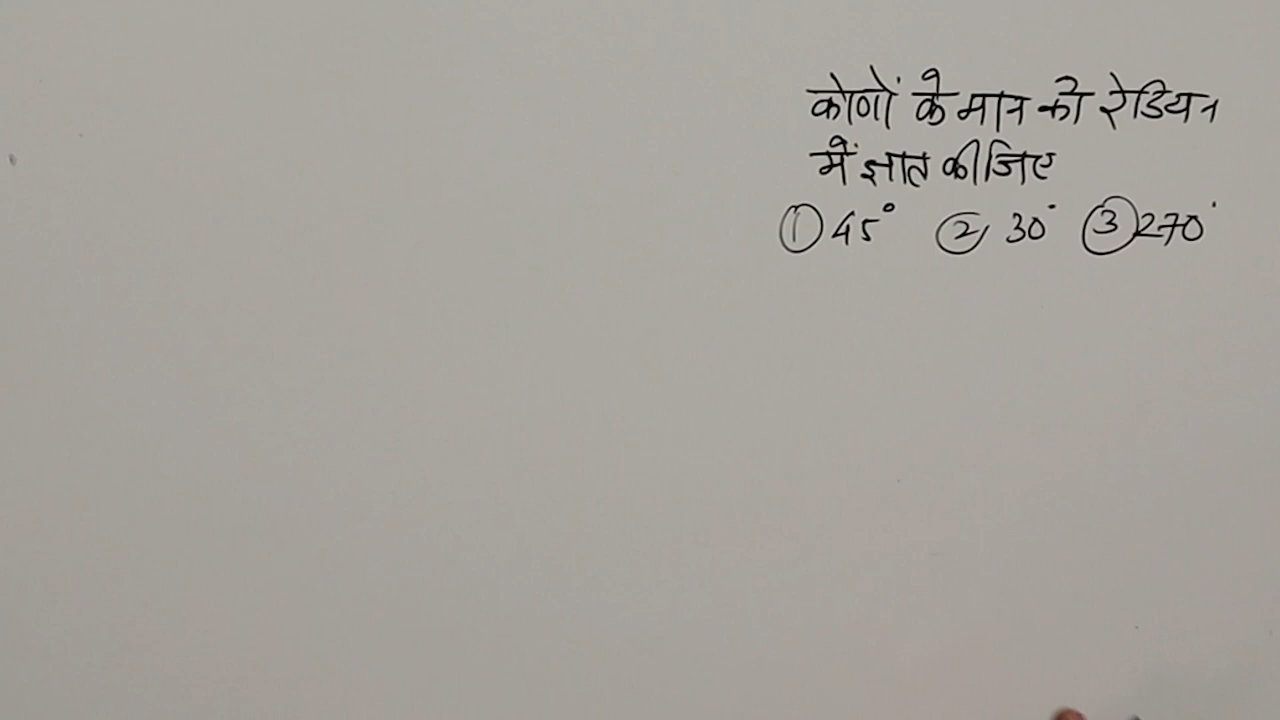 कोणों के मान को रेडियन
में ज्ञात कीजिए
① 45° ② 30° ③ 270°